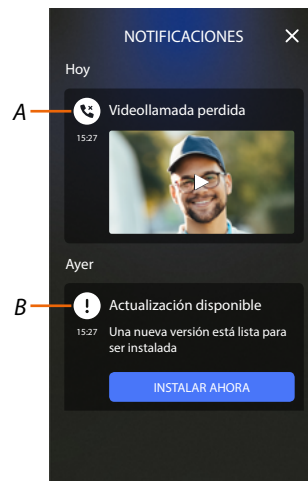 NOTIFICACIONES
Hoy
A
Videollamada perdida
15:27
Ayer
B
Actualización disponible
15:27
Una nueva versión está lista para
ser instalada
INSTALAR AHORA